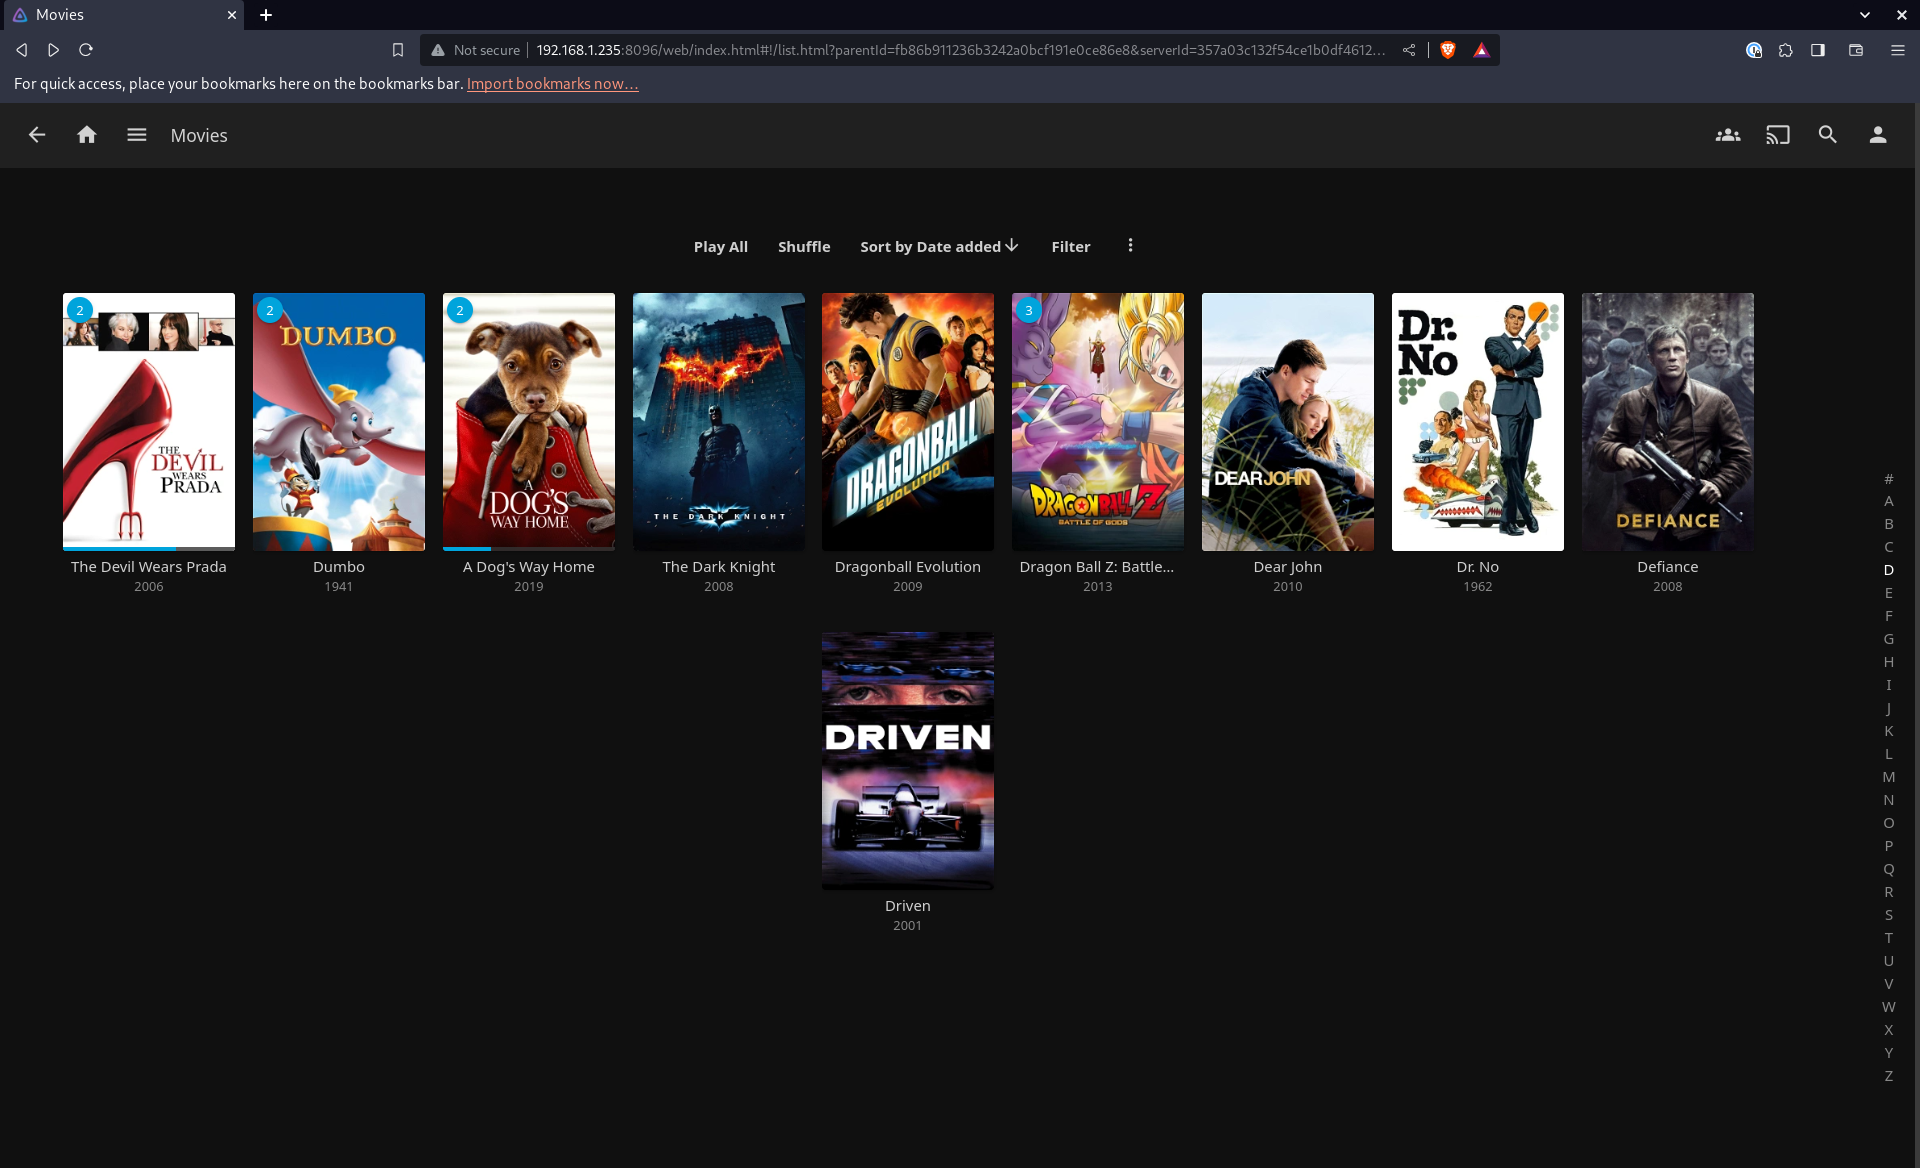 Movies
Not secure
192.168.1.235:8096/web/index.html#!/list.html?parentId=fb86b911236b3242a0bcf191e0ce86e8&serverId=357a03c132f54ce1b0df4612…
For quick access, place your bookmarks here on the bookmarks bar. Import bookmarks now…
Movies
Play All
Shuffle
Sort by Date added
Filter
2
THE
DEVIL
WEARS
PRADA
The Devil Wears Prada
2006
2
DUMBO
Dumbo
1941
2
A
DOG'S
WAY HOME
A Dog's Way Home
2019
THE DARK KNIGHT
The Dark Knight
2008
DRAGONBALL
EVOLUTION
Dragonball Evolution
2009
3
DRAGONBALL Z
BATTLE OF GODS
Dragon Ball Z: Battle...
2013
DEAR JOHN
Dear John
2010
Dr.
No
Dr. No
1962
DEFIANCE
Defiance
2008
DRIVEN
Driven
2001
#
A
B
C
D
E
F
G
H
I
J
K
L
M
N
O
P
Q
R
S
T
U
V
W
X
Y
Z